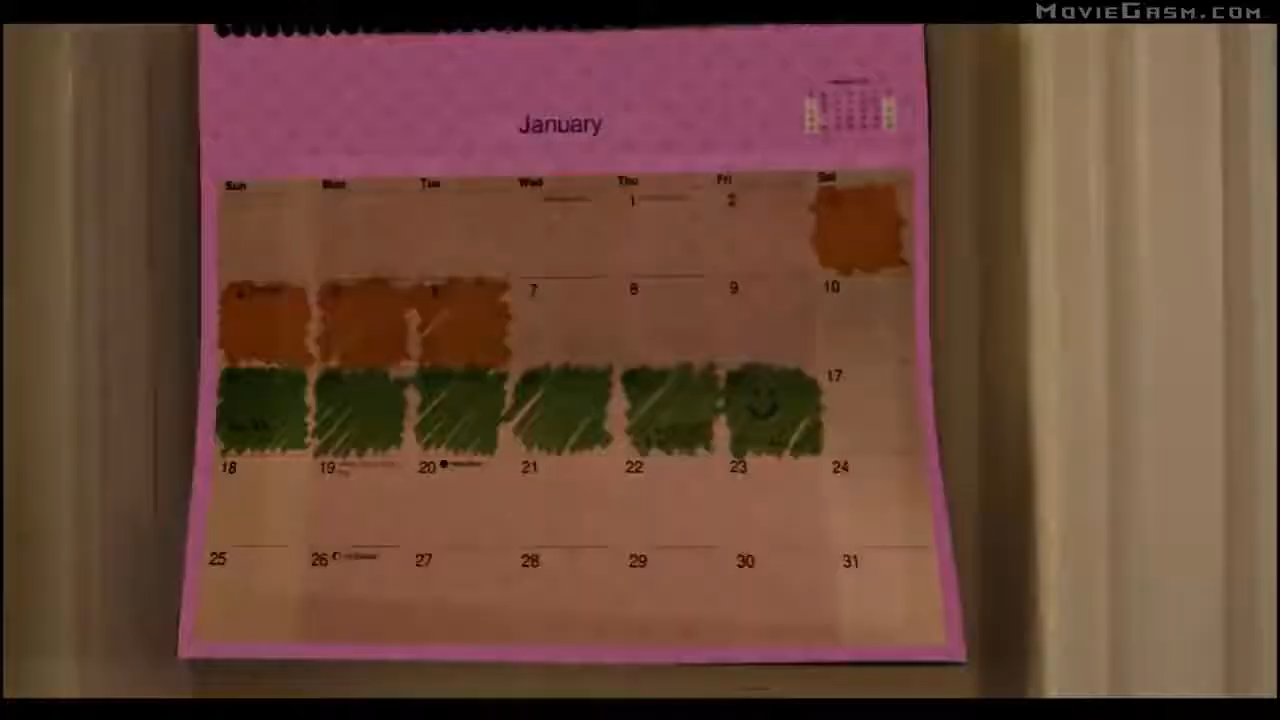 MovieGasm.com
January
Sun Mon Tue Wed Thu Fri Sat
1 2
7 8 9 10
17
18 19 20 21 22 23 24
25 26 27 28 29 30 31